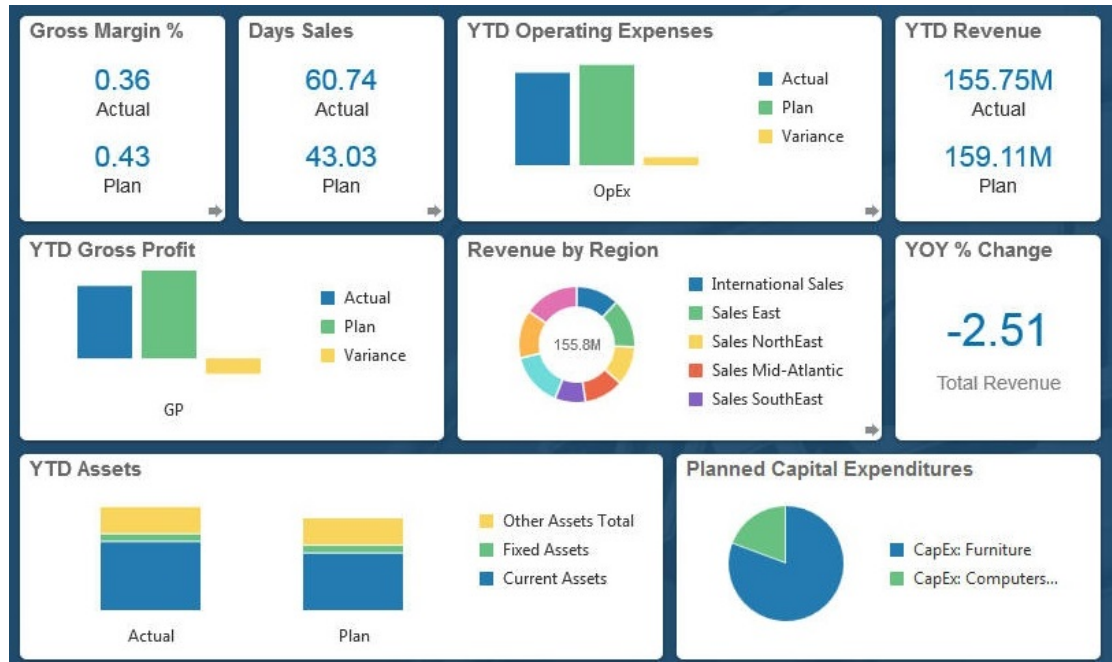 Gross Margin %
0.36
Actual
0.43
Plan
Days Sales
60.74
Actual
43.03
Plan
YTD Operating Expenses
Actual
Plan
Variance
OpEx
YTD Revenue
155.75M
Actual
159.11M
Plan
YTD Gross Profit
Actual
Plan
Variance
GP
Revenue by Region
155.8M
International Sales
Sales East
Sales NorthEast
Sales Mid-Atlantic
Sales SouthEast
YOY % Change
-2.51
Total Revenue
YTD Assets
Other Assets Total
Fixed Assets
Current Assets
Actual
Plan
Planned Capital Expenditures
CapEx: Furniture
CapEx: Computers...